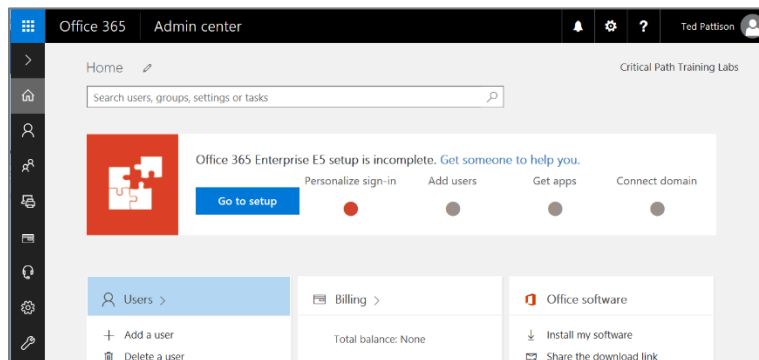 Office 365 Admin center ? Ted Pattison
Home Critical Path Training Labs
Search users, groups, settings or tasks
Office 365 Enterprise E5 setup is incomplete. Get someone to help you.
Go to setup Personalize sign-in Add users Get apps Connect domain
Users > Billing > Office software
+ Add a user Total balance: None Install my software
Delete a user Share the download link